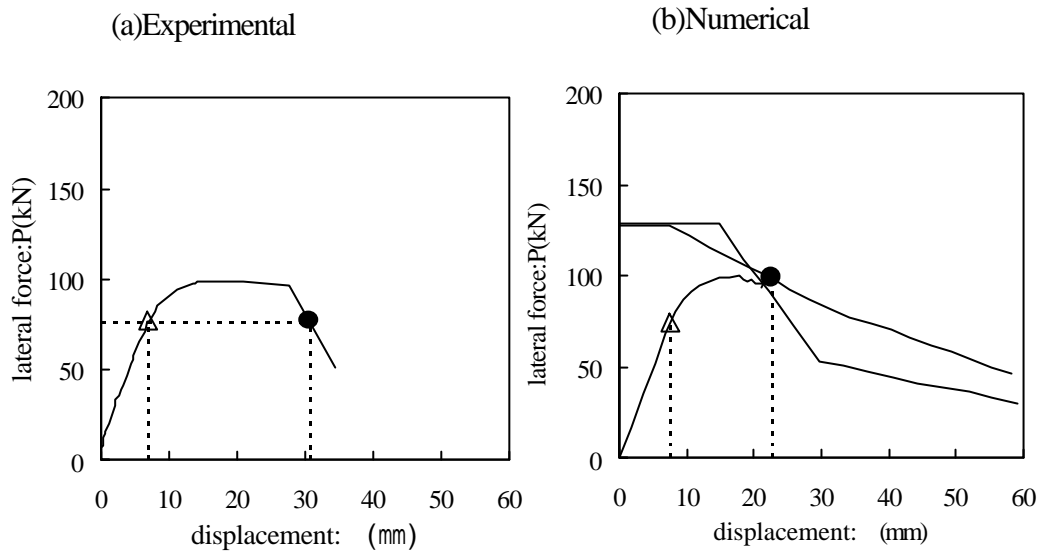 (a)Experimental
(b)Numerical
lateral force:P(kN)
200
150
100
50
0
0 10 20 30 40 50 60
displacement: (㎜)
lateral force:P(kN)
200
150
100
50
0
0 10 20 30 40 50 60
displacement: (mm)